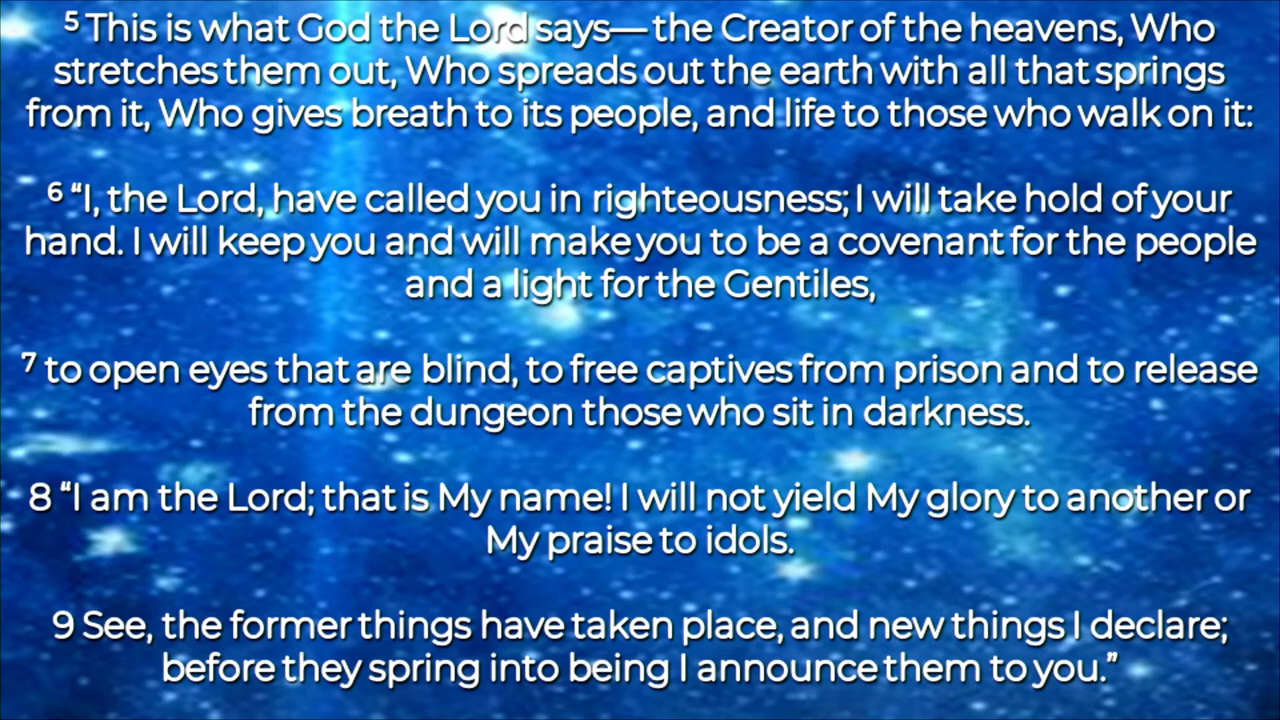 ⁵ This is what God the Lord says— the Creator of the heavens, Who
stretches them out, Who spreads out the earth with all that springs
from it, Who gives breath to its people, and life to those who walk on it:
⁶ “I, the Lord, have called you in righteousness; I will take hold of your
hand. I will keep you and will make you to be a covenant for the people
and a light for the Gentiles,
⁷ to open eyes that are blind, to free captives from prison and to release
from the dungeon those who sit in darkness.
8 “I am the Lord; that is My name! I will not yield My glory to another or
My praise to idols.
9 See, the former things have taken place, and new things I declare;
before they spring into being I announce them to you.”